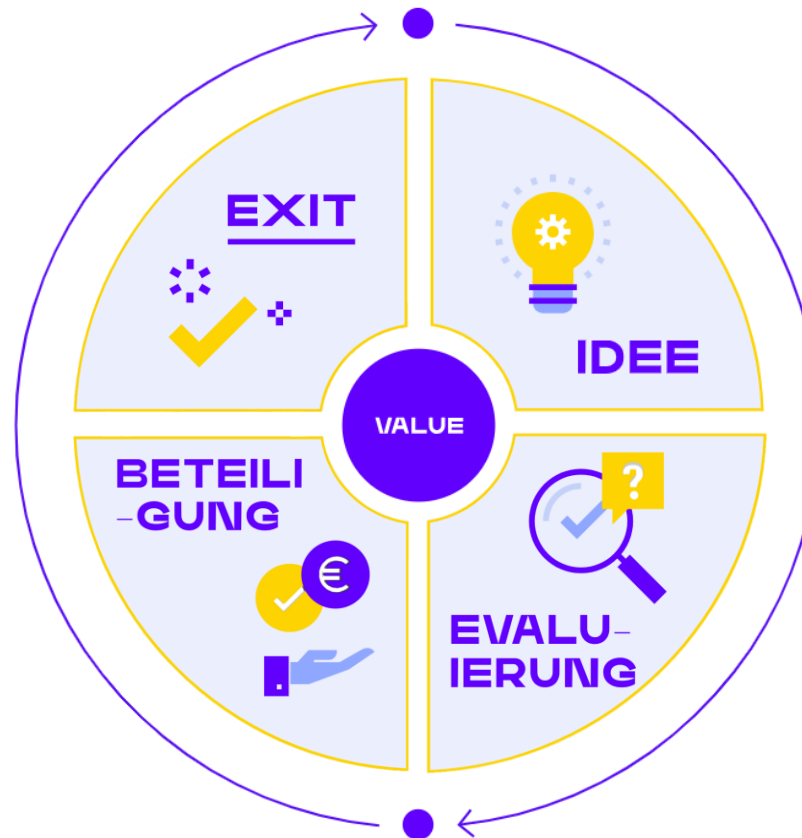 EXIT
IDEE
VALUE
BETEILI
-GUNG
€
?
EVALU-
IERUNG